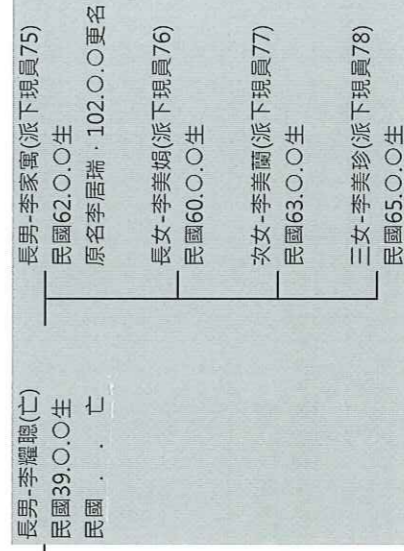 長男-李耀聰(亡)
民國39.○.○生
民國 . . 亡
長男-李家寓(派下現員75)
民國62.○.○生
原名李居瑞．102.○.○更名
長女-李美娟(派下現員76)
民國60.○.○生
次女-李美蘭(派下現員77)
民國63.○.○生
三女-李美珍(派下現員78)
民國65.○.○生